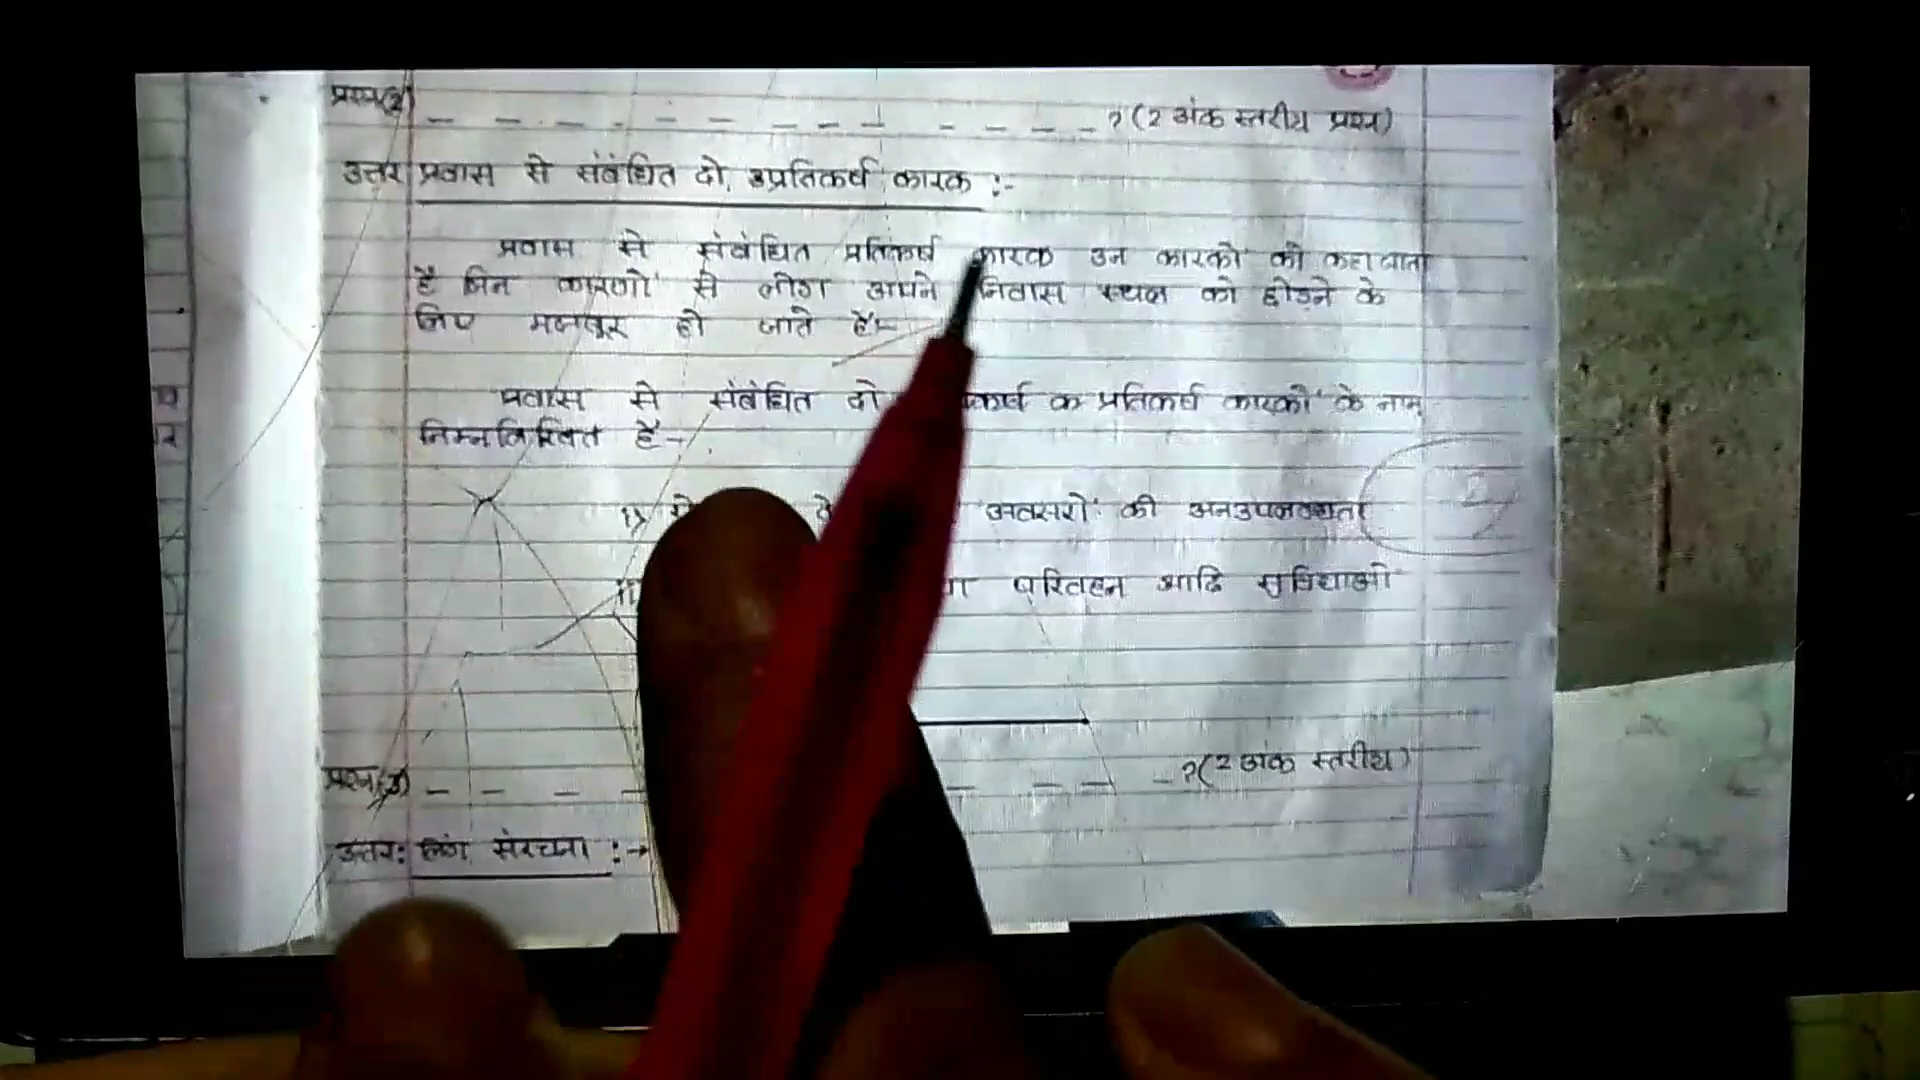 प्रश्न(2) _ _ _ _ _ _ _ _ _ _ _ _ _ _ ? (2 अंक स्तरीय प्रश्न)
उत्तर प्रवास से संबंधित दो उप्रतिकर्ष कारक :-
प्रवास से संबंधित प्रतिकर्ष कारक उन कारको को कहा जाता
है जिन कारणों से लोग अपने निवास स्थल को छोड़ने के
लिए मजबूर हो जाते हैं।-
प्रवास से संबंधित दो कर्ष क प्रतिकर्ष कारकों के नाम
निम्नलिखित हैं-
i) अवसरों की अनउपलब्धता
ii) परिवहन आदि सुविधाओ
प्रश्न(3) _ _ _ _ _ _ _ _ ? (2 अंक स्तरीय)
उत्तर: लिंग संरचना :→